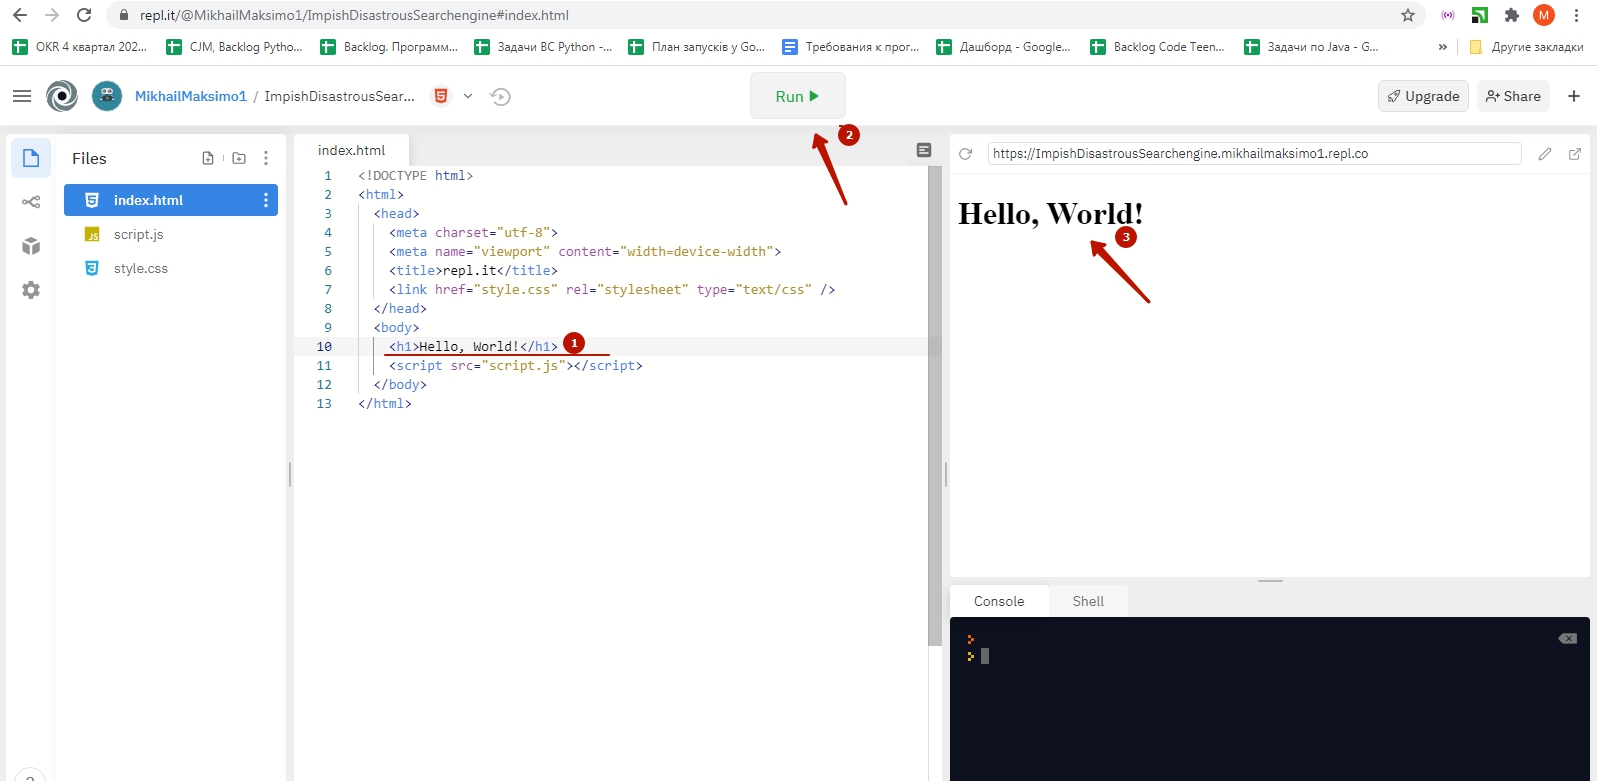 repl.it/@MikhailMaksimo1/ImpishDisastrousSearchengine#index.html
M
OKR 4 квартал 202...
CJM, Backlog Pytho...
Backlog. Программ...
Задачи ВС Python -...
План запусків у Go...
Требования к прог...
Дашборд - Google...
Backlog Code Teen...
Задачи по Java - G...
»
Другие закладки
MikhailMaksimo1 / ImpishDisastrousSear...
Run
Upgrade
Share
2
Files
index.html
script.js
style.css
index.html
1 <!DOCTYPE html>
2 <html>
3 <head>
4 <meta charset="utf-8">
5 <meta name="viewport" content="width=device-width">
6 <title>repl.it</title>
7 <link href="style.css" rel="stylesheet" type="text/css" />
8 </head>
9 <body>
10 <h1>Hello, World!</h1>
1
11 <script src="script.js"></script>
12 </body>
13 </html>
https://ImpishDisastrousSearchengine.mikhailmaksimo1.repl.co
Hello, World!
3
Console
Shell
>
>